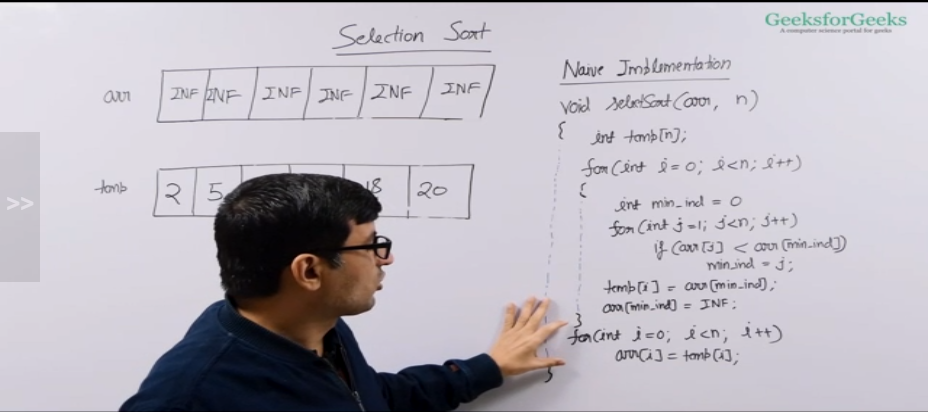 GeeksforGeeks
A computer science portal for geeks
Selection Sort
arr INF INF INF INF INF INF
temp 2 5 18 20
>>
Naive Implementation
void selectSort(arr, n)
{ int temp[n];
for(int i=0; i<n; i++)
{
int min_ind = 0
for(int j=1; j<n; j++)
if (arr[j] < arr[min_ind])
min_ind = j;
temp[i] = arr[min_ind];
arr[min_ind] = INF;
}
for(int i=0; i<n; i++)
arr[i] = temp[i];
}